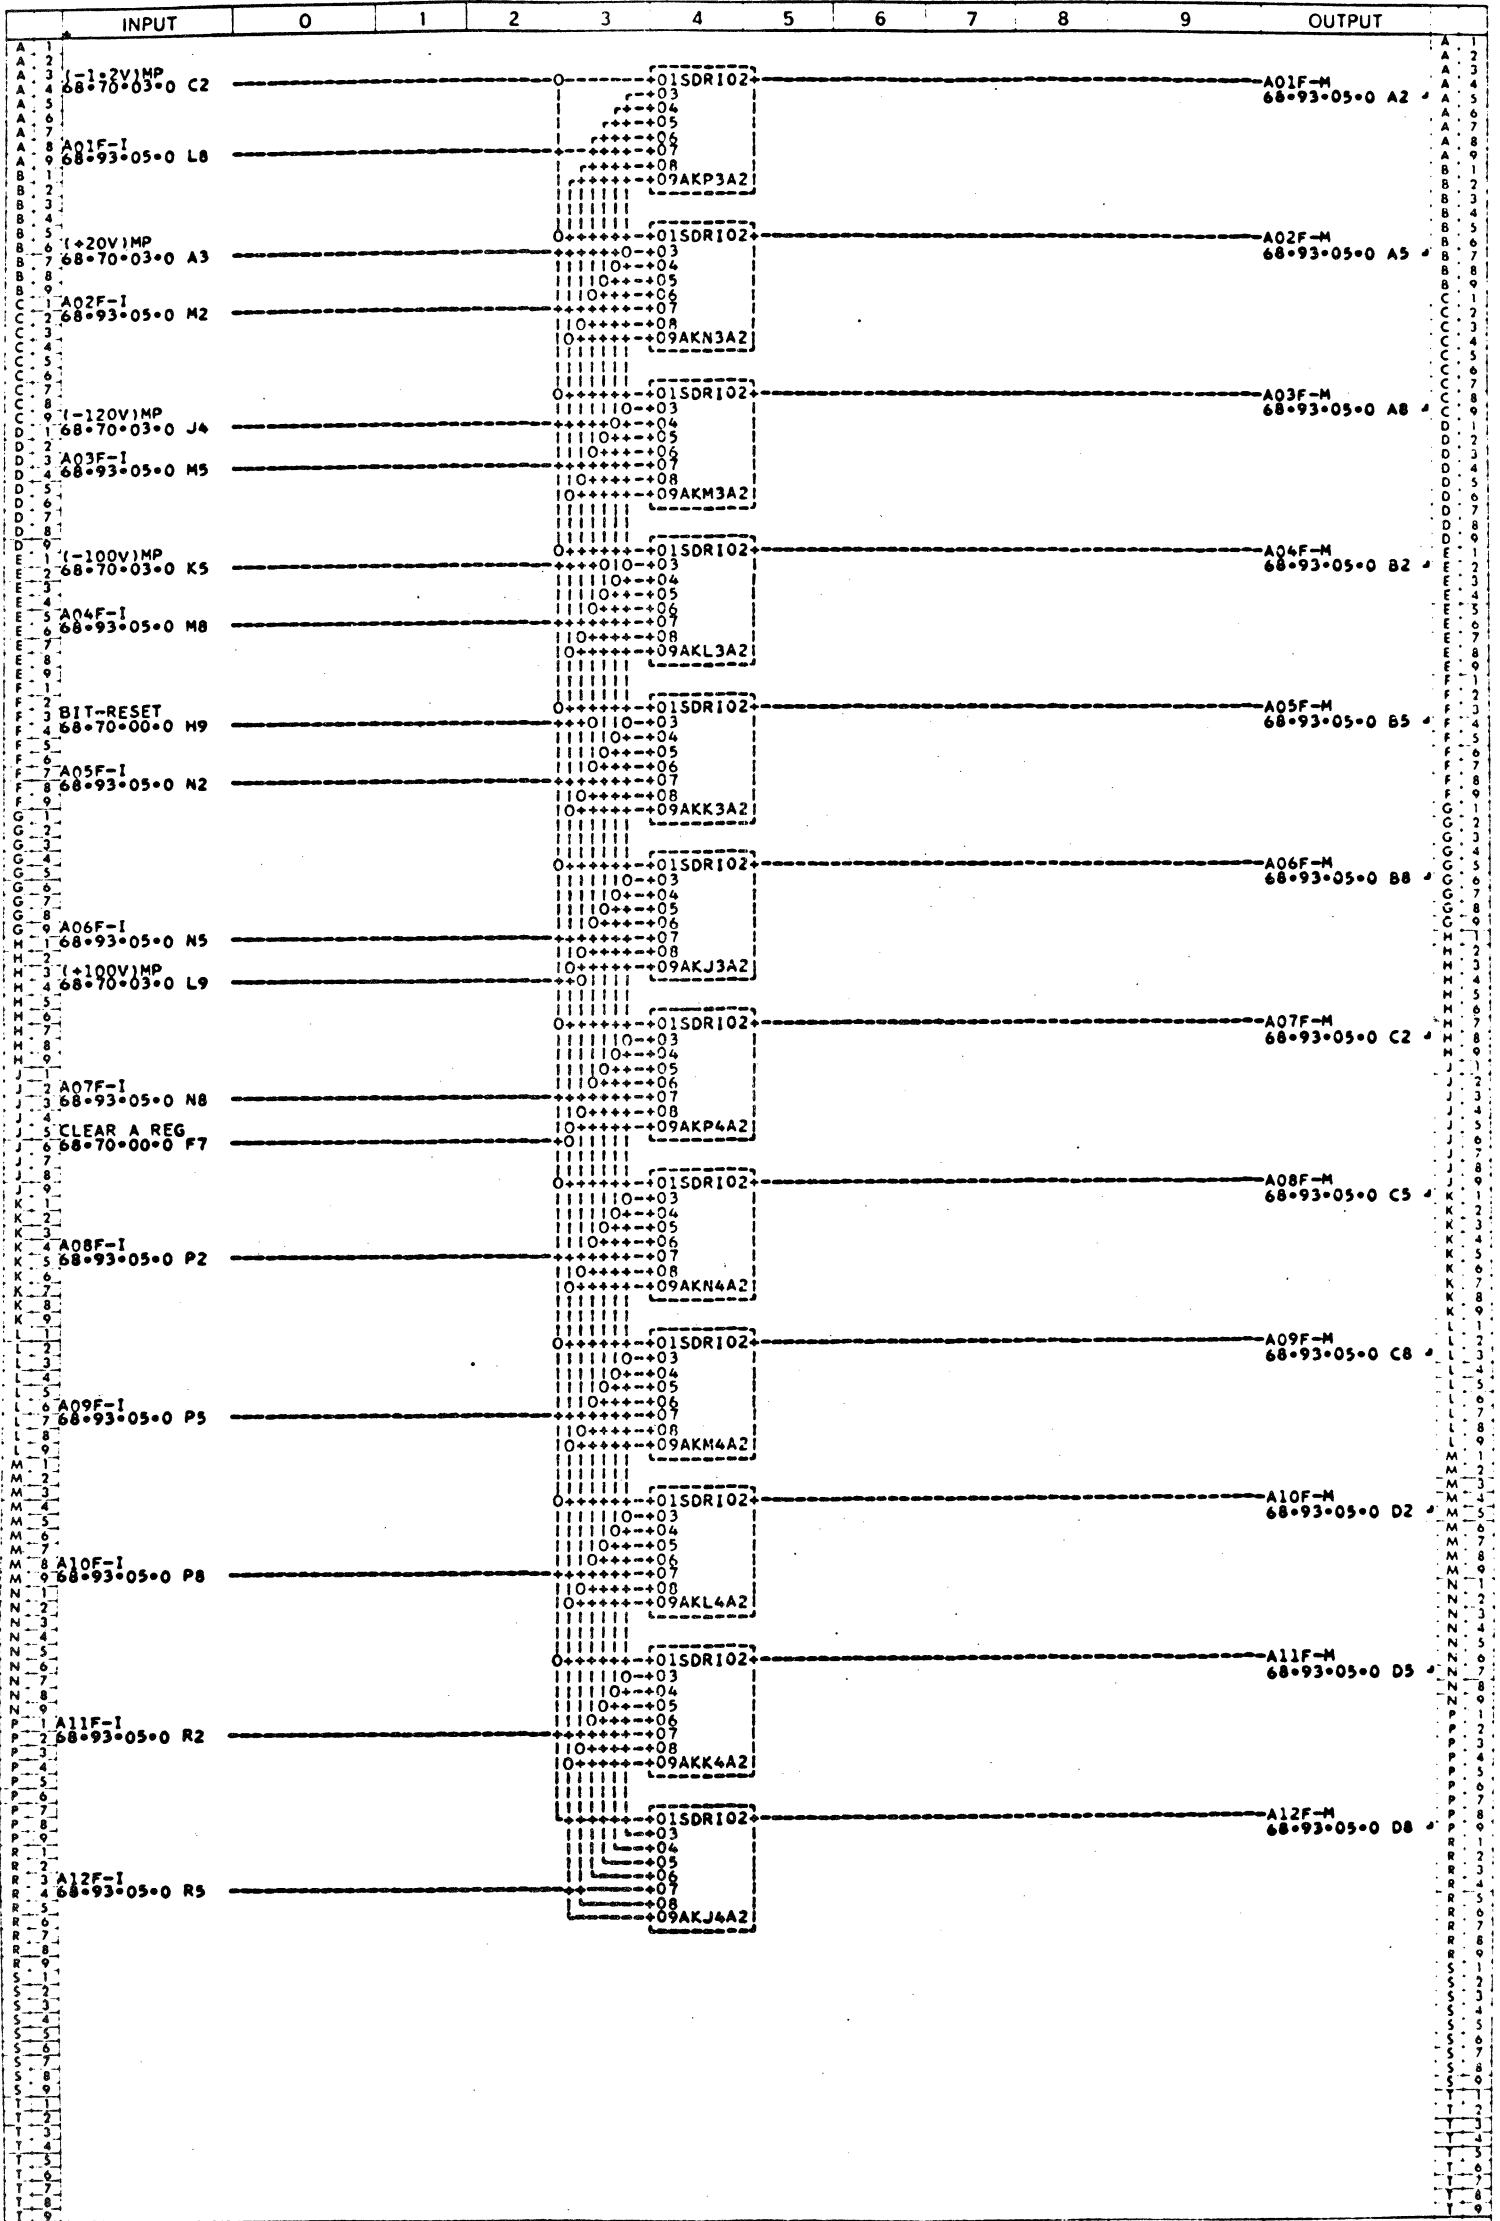 INPUT 0 1 2 3 4 5 6 7 8 9 OUTPUT
(-1.2V)MP
68.70.03.0 C2
01SDRI02
A01F-M
68.93.05.0 A2
03
04
05
06
A01F-I
68.93.05.0 L8
07
08
09AKP3A2
(+20V)MP
68.70.03.0 A3
01SDRI02
A02F-M
68.93.05.0 A5
03
04
05
06
A02F-I
68.93.05.0 M2
07
08
09AKN3A2
01SDRI02
A03F-M
68.93.05.0 A8
03
(-120V)MP
68.70.03.0 J4
04
05
06
A03F-I
68.93.05.0 M5
07
08
09AKM3A2
(-100V)MP
68.70.03.0 K5
01SDRI02
A04F-M
68.93.05.0 B2
03
04
05
06
A04F-I
68.93.05.0 M8
07
08
09AKL3A2
BIT-RESET
68.70.00.0 H9
01SDRI02
A05F-M
68.93.05.0 B5
03
04
05
06
A05F-I
68.93.05.0 N2
07
08
09AKK3A2
01SDRI02
A06F-M
68.93.05.0 B8
03
04
05
06
A06F-I
68.93.05.0 N5
07
08
09AKJ3A2
(+100V)MP
68.70.03.0 L9
01SDRI02
A07F-M
68.93.05.0 C2
03
04
05
06
A07F-I
68.93.05.0 N8
07
08
09AKP4A2
CLEAR A REG
68.70.00.0 F7
01SDRI02
A08F-M
68.93.05.0 C5
03
04
05
06
A08F-I
68.93.05.0 P2
07
08
09AKN4A2
01SDRI02
A09F-M
68.93.05.0 C8
03
04
05
06
A09F-I
68.93.05.0 P5
07
08
09AKM4A2
01SDRI02
A10F-M
68.93.05.0 D2
03
04
05
06
A10F-I
68.93.05.0 P8
07
08
09AKL4A2
01SDRI02
A11F-M
68.93.05.0 D5
03
04
05
06
A11F-I
68.93.05.0 R2
07
08
09AKK4A2
01SDRI02
A12F-M
68.93.05.0 D8
03
04
05
06
A12F-I
68.93.05.0 R5
07
08
09AKJ4A2